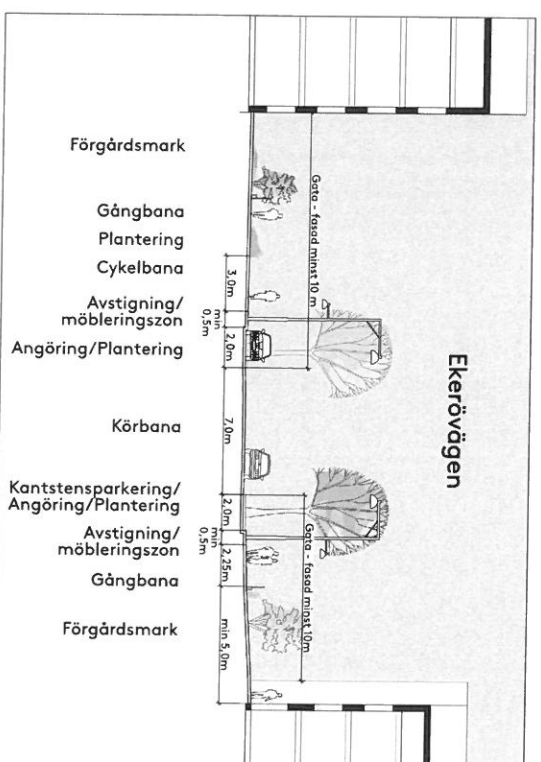 Ekerövägen
Gata - fasad minst 10 m
Gata - fasad minst 10m
3,0m
min
0,5m
2,0m
7,0m
2,0m
min
0,5m
2,25m
min 5,0m
Förgårdsmark
Gångbana
Plantering
Cykelbana
Avstigning/
möbleringszon
Angöring/Plantering
Körbana
Kantstensparkering/
Angöring/Plantering
Avstigning/
möbleringszon
Gångbana
Förgårdsmark